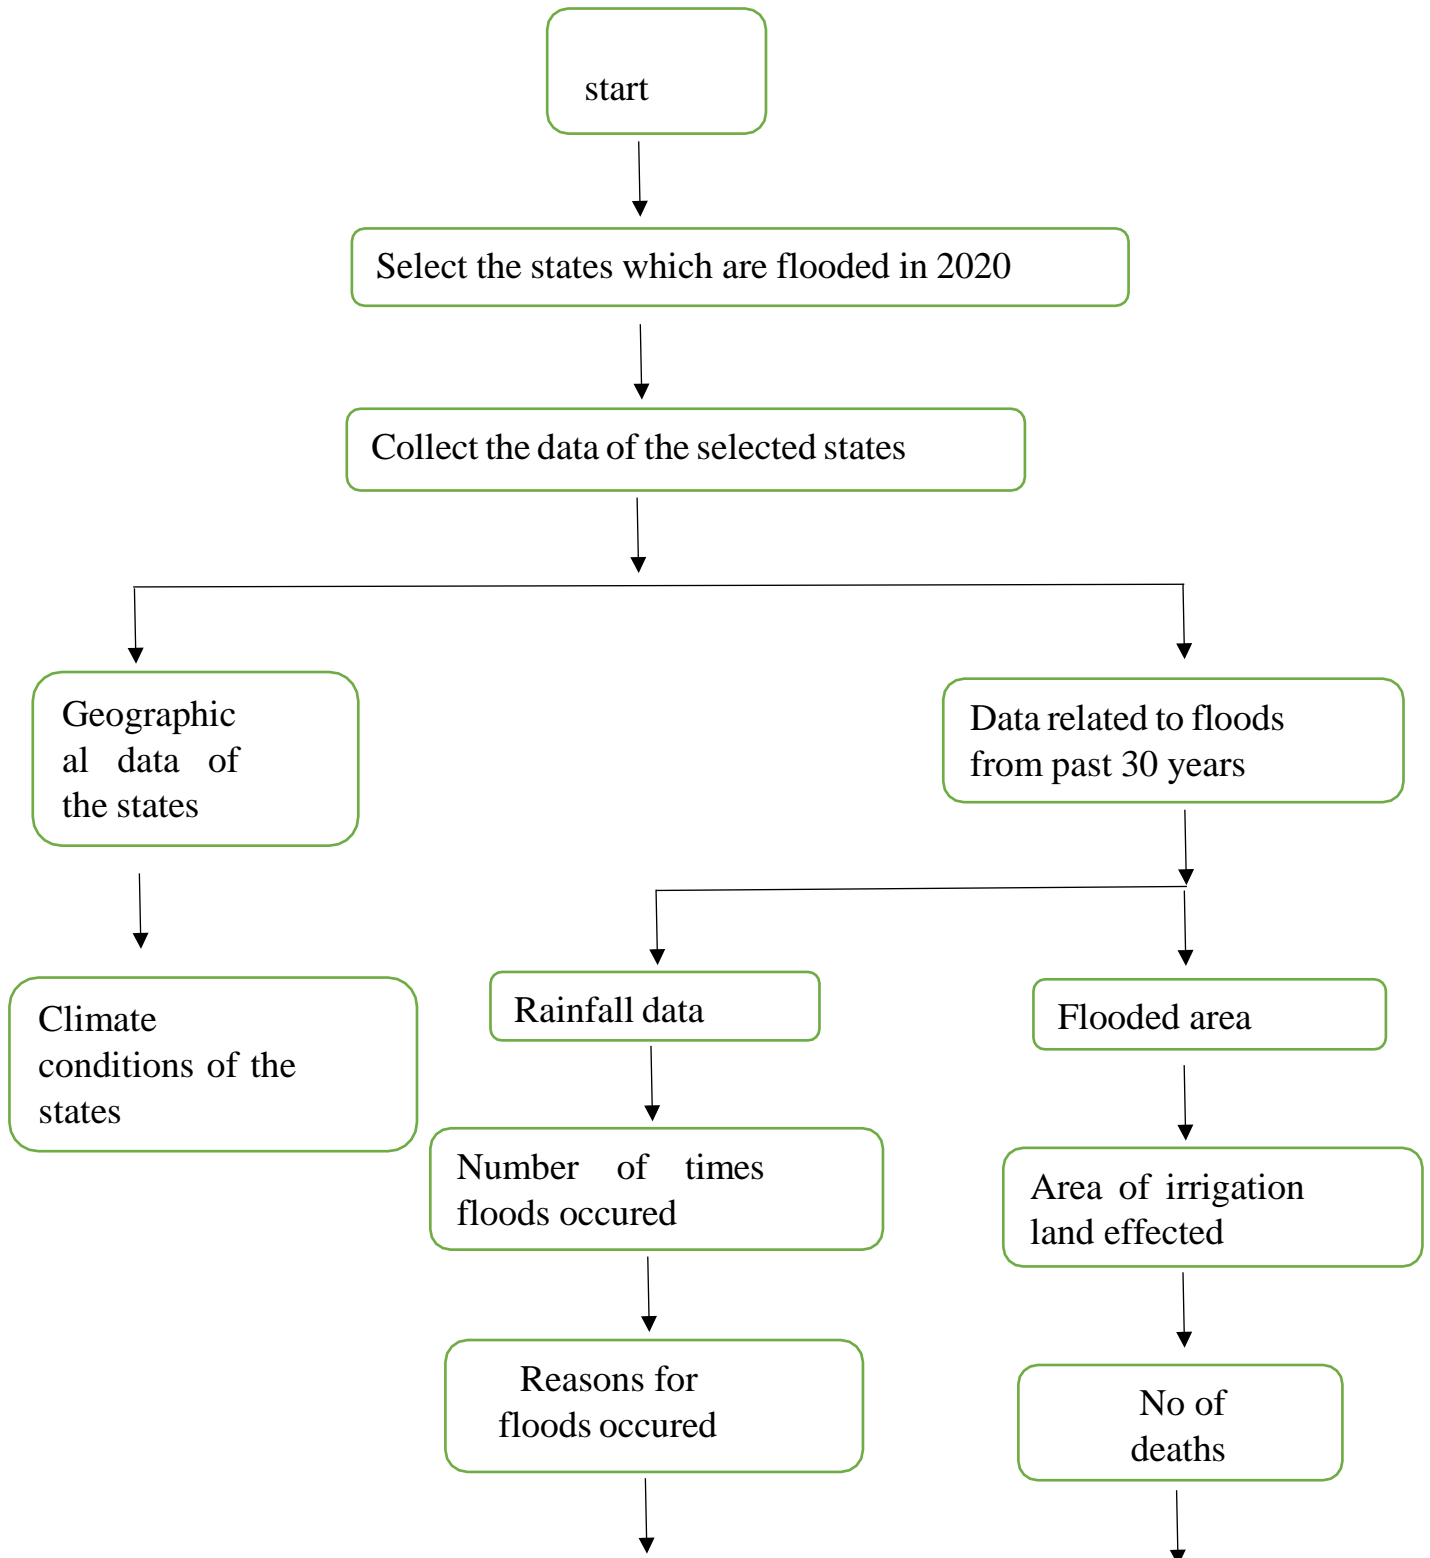 start
Select the states which are flooded in 2020
Collect the data of the selected states
Geographic
al data of
the states
Data related to floods
from past 30 years
Climate
conditions of the
states
Rainfall data
Flooded area
Number of times
floods occured
Area of irrigation
land effected
Reasons for
floods occured
No of
deaths